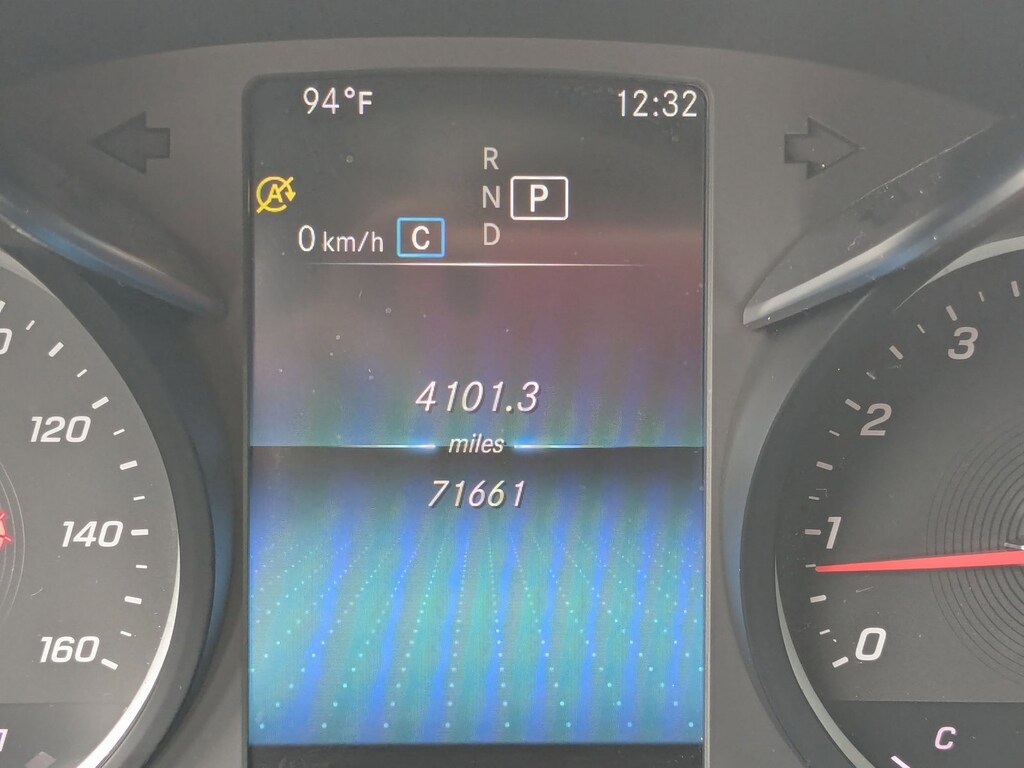 94°F 12:32
R
A N P
0 km/h C D
3
120 4101.3 2
miles
71661
140 1
160 0
C